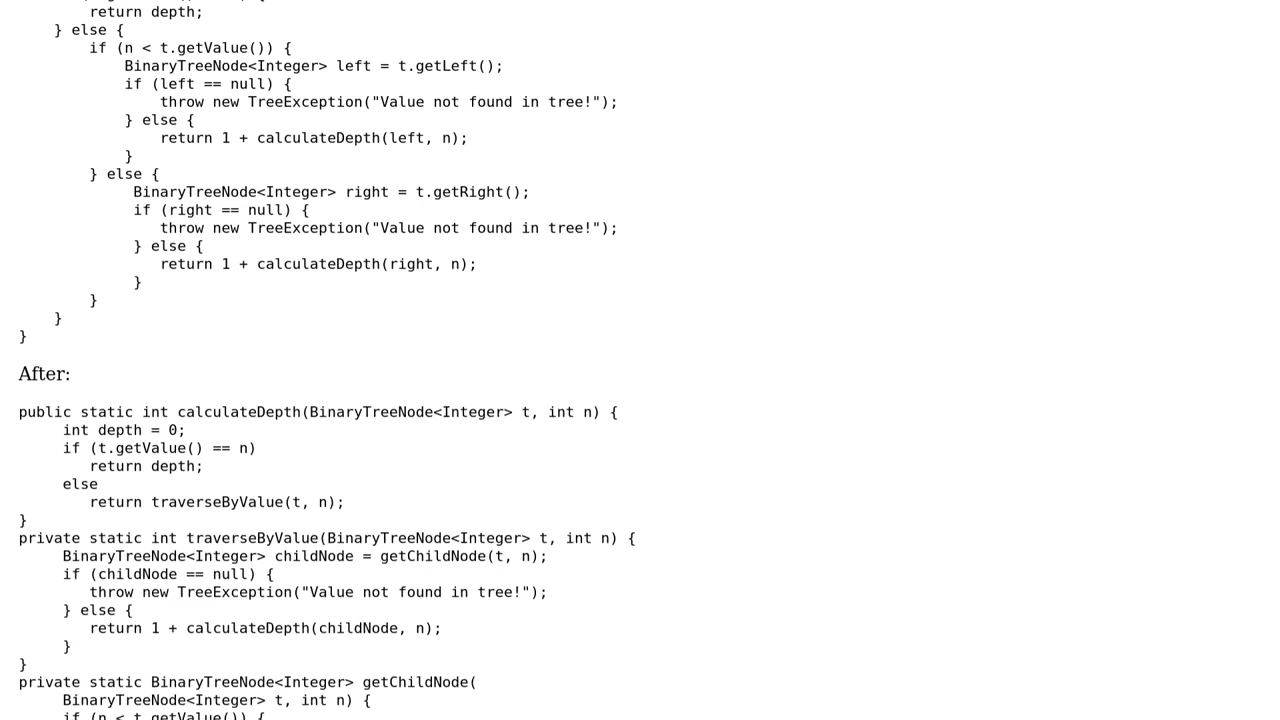 return depth;
} else {
if (n < t.getValue()) {
BinaryTreeNode<Integer> left = t.getLeft();
if (left == null) {
throw new TreeException("Value not found in tree!");
} else {
return 1 + calculateDepth(left, n);
}
} else {
BinaryTreeNode<Integer> right = t.getRight();
if (right == null) {
throw new TreeException("Value not found in tree!");
} else {
return 1 + calculateDepth(right, n);
}
}
}
}
After:
public static int calculateDepth(BinaryTreeNode<Integer> t, int n) {
int depth = 0;
if (t.getValue() == n)
return depth;
else
return traverseByValue(t, n);
}
private static int traverseByValue(BinaryTreeNode<Integer> t, int n) {
BinaryTreeNode<Integer> childNode = getChildNode(t, n);
if (childNode == null) {
throw new TreeException("Value not found in tree!");
} else {
return 1 + calculateDepth(childNode, n);
}
}
private static BinaryTreeNode<Integer> getChildNode(
BinaryTreeNode<Integer> t, int n) {
if (n < t.getValue()) {